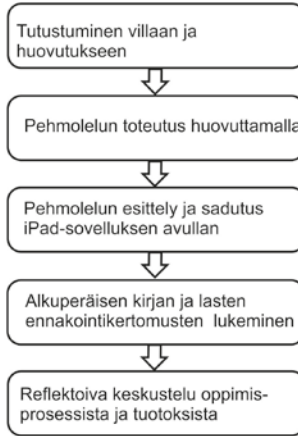 Tutustuminen villaan ja
huovutukseen
Pehmolelun toteutus huovuttamalla
Pehmolelun esittely ja sadutus
iPad-sovelluksen avullan
Alkuperäisen kirjan ja lasten
ennakointikertomusten lukeminen
Reflektoiva keskustelu oppimis-
prosessista ja tuotoksista